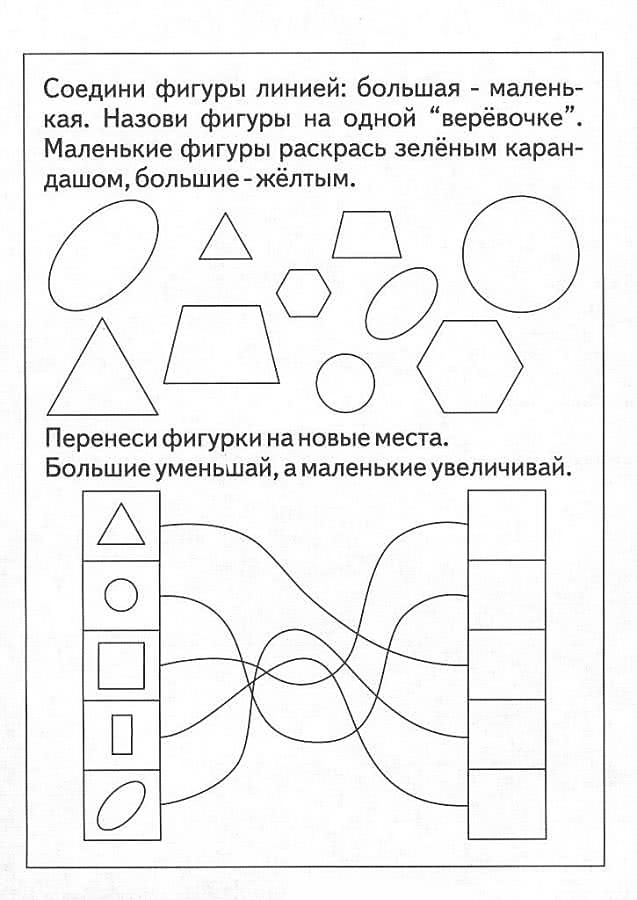 Соедини фигуры линией: большая - малень-
кая. Назови фигуры на одной “верёвочке”.
Маленькие фигуры раскрась зелёным каран-
дашом, большие - жёлтым.
Перенеси фигурки на новые места.
Большие уменьшай, а маленькие увеличивай.